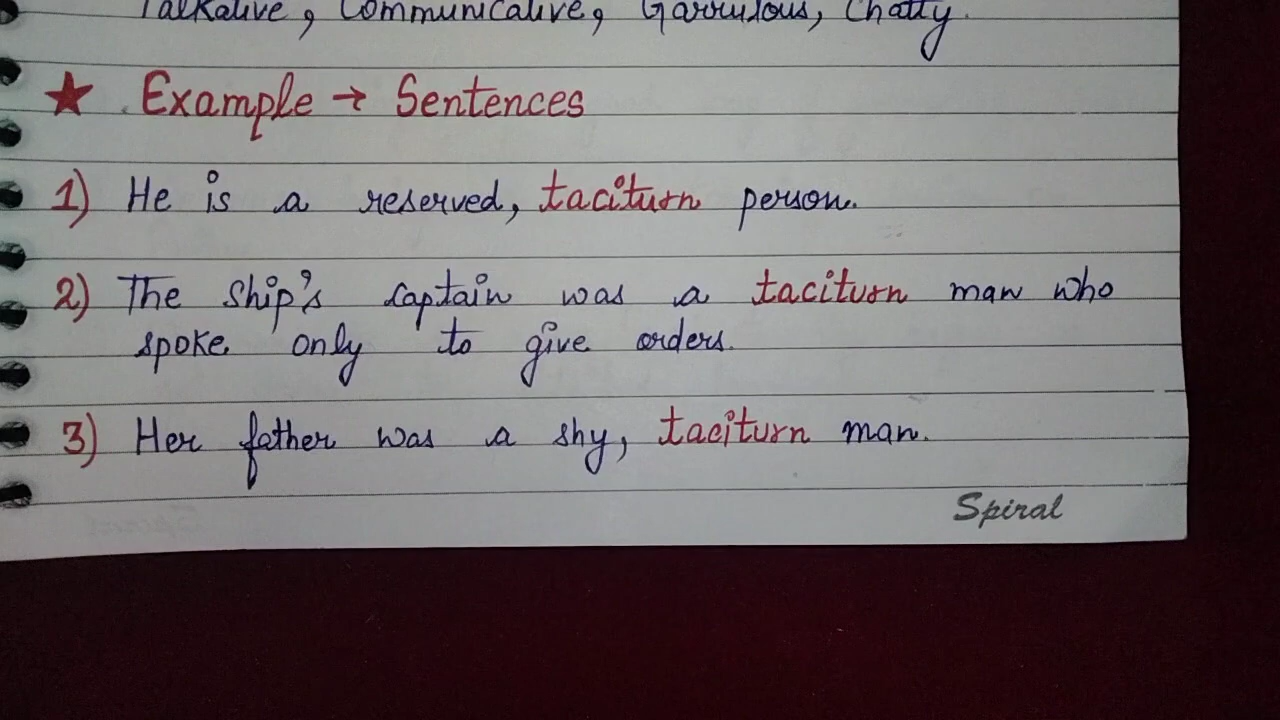 Talkative, Communicative, Garrulous, Chatty.
★ Example → Sentences
1) He is a reserved, taciturn person.
2) The ship's captain was a taciturn man who
spoke only to give orders.
3) Her father was a shy, taciturn man.
Spiral